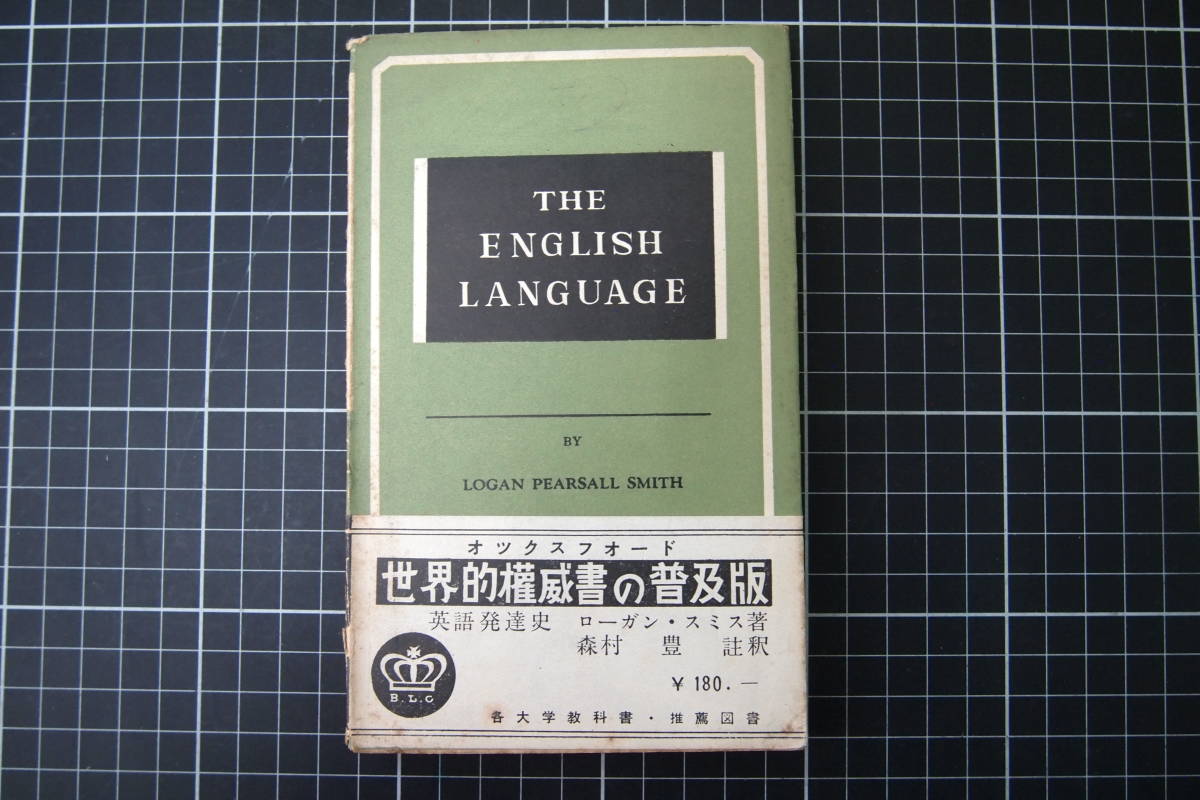 THE
ENGLISH
LANGUAGE
BY
LOGAN PEARSALL SMITH
オツクスフオード
世界的權威書の普及版
英語発達史 ローガン・スミス著
森村 豊 註釈
B.L.C
¥ 180.—
各大学教科書・推薦図書